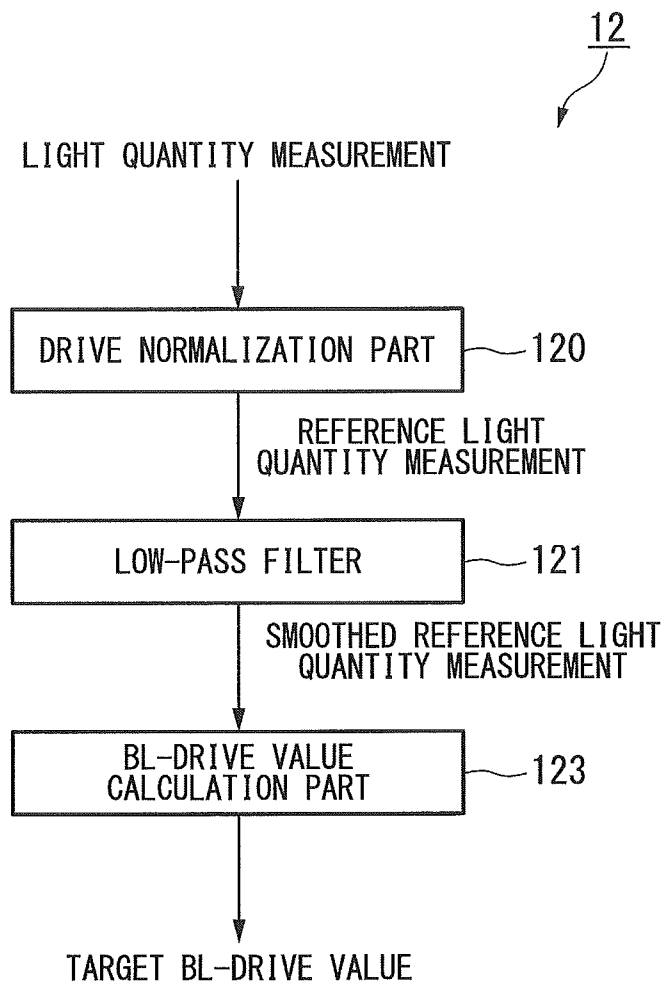 12
LIGHT QUANTITY MEASUREMENT
DRIVE NORMALIZATION PART
120
REFERENCE LIGHT
QUANTITY MEASUREMENT
LOW-PASS FILTER
121
SMOOTHED REFERENCE LIGHT
QUANTITY MEASUREMENT
BL-DRIVE VALUE
CALCULATION PART
123
TARGET BL-DRIVE VALUE